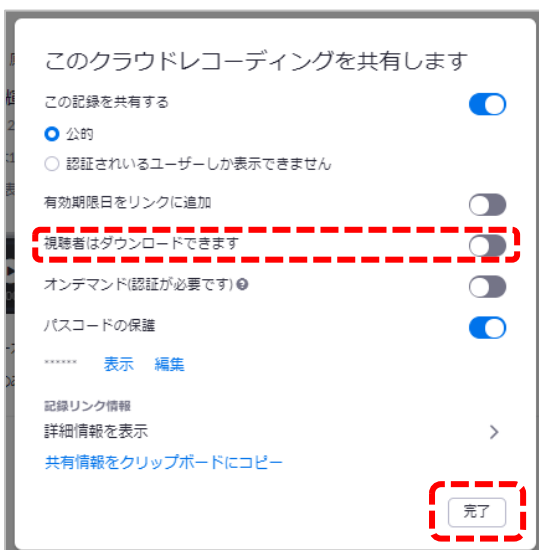 このクラウドレコーディングを共有します
この記録を共有する
公的
認証されいるユーザーしか表示できません
有効期限日をリンクに追加
視聴者はダウンロードできます
オンデマンド(認証が必要です)
パスコードの保護
****** 表示 編集
記録リンク情報
詳細情報を表示
共有情報をクリップボードにコピー
完了